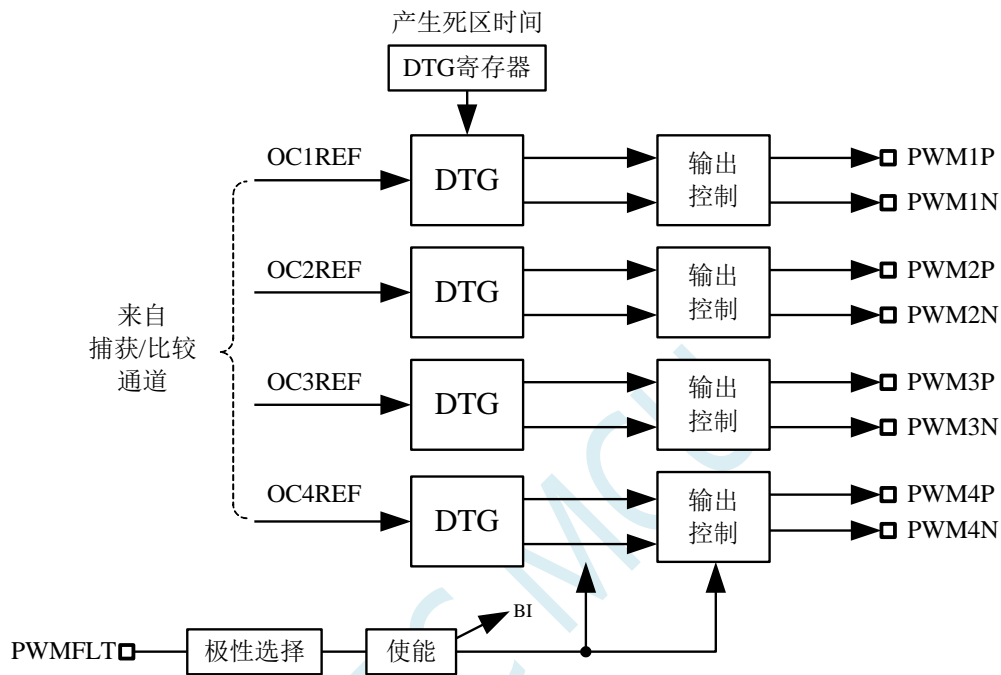 产生死区时间
DTG寄存器
OC1REF
DTG
输出
控制
PWM1P
PWM1N
OC2REF
DTG
输出
控制
PWM2P
PWM2N
来自
捕获/比较
通道
OC3REF
DTG
输出
控制
PWM3P
PWM3N
OC4REF
DTG
输出
控制
PWM4P
PWM4N
BI
PWMFLT
极性选择
使能